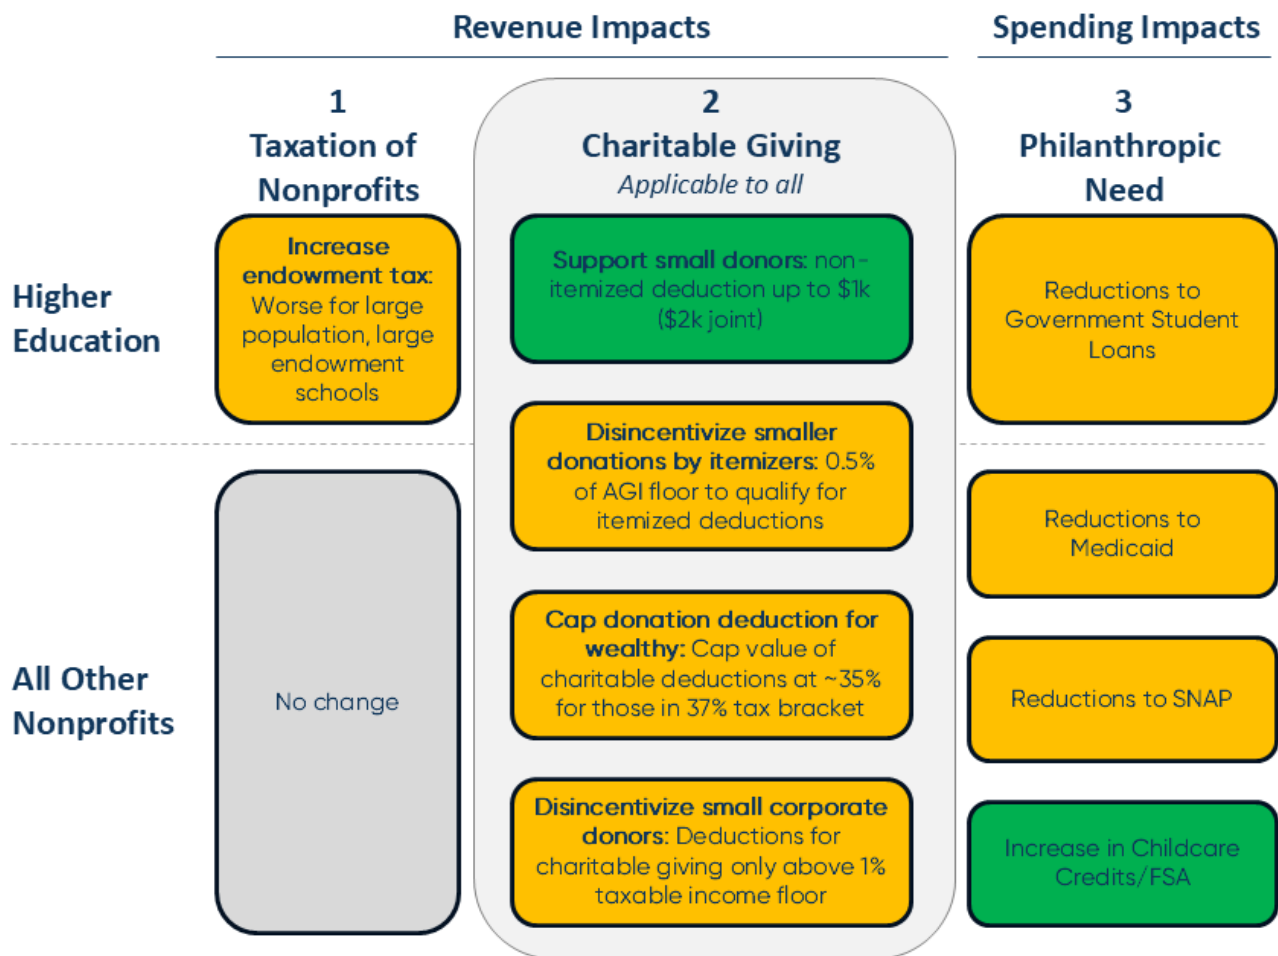 Revenue Impacts
Spending Impacts
1
Taxation of
Nonprofits
2
Charitable Giving
Applicable to all
3
Philanthropic
Need
Higher
Education
Increase
endowment tax:
Worse for large
population, large
endowment
schools
Support small donors: non-
itemized deduction up to $1k
($2k joint)
Reductions to
Government Student
Loans
Disincentivize smaller
donations by itemizers: 0.5%
of AGI floor to qualify for
itemized deductions
All Other
Nonprofits
No change
Cap donation deduction for
wealthy: Cap value of
charitable deductions at ~35%
for those in 37% tax bracket
Disincentivize small corporate
donors: Deductions for
charitable giving only above 1%
taxable income floor
Reductions to
Medicaid
Reductions to SNAP
Increase in Childcare
Credits/FSA